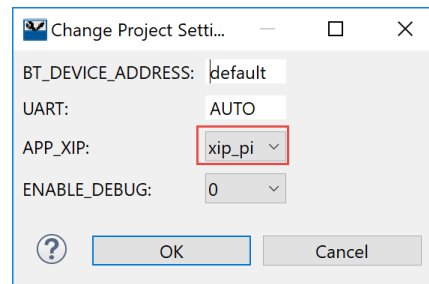 Change Project Setti...
BT_DEVICE_ADDRESS: default
UART: AUTO
APP_XIP: xip_pi
ENABLE_DEBUG: 0
? OK Cancel